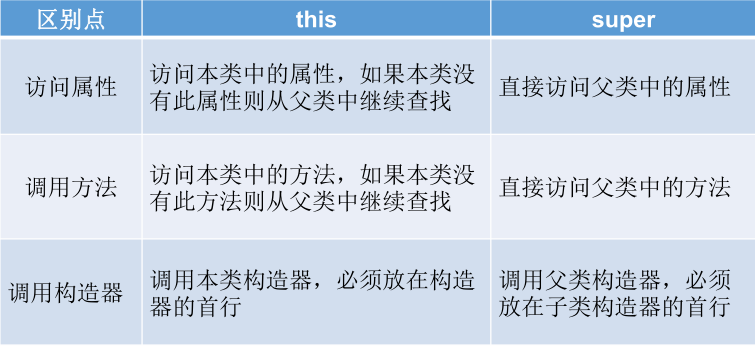 区别点 this super
访问属性
访问本类中的属性，如果本类没
有此属性则从父类中继续查找
直接访问父类中的属性
调用方法
访问本类中的方法，如果本类没
有此方法则从父类中继续查找
直接访问父类中的方法
调用构造器
调用本类构造器，必须放在构造
器的首行
调用父类构造器，必须
放在子类构造器的首行